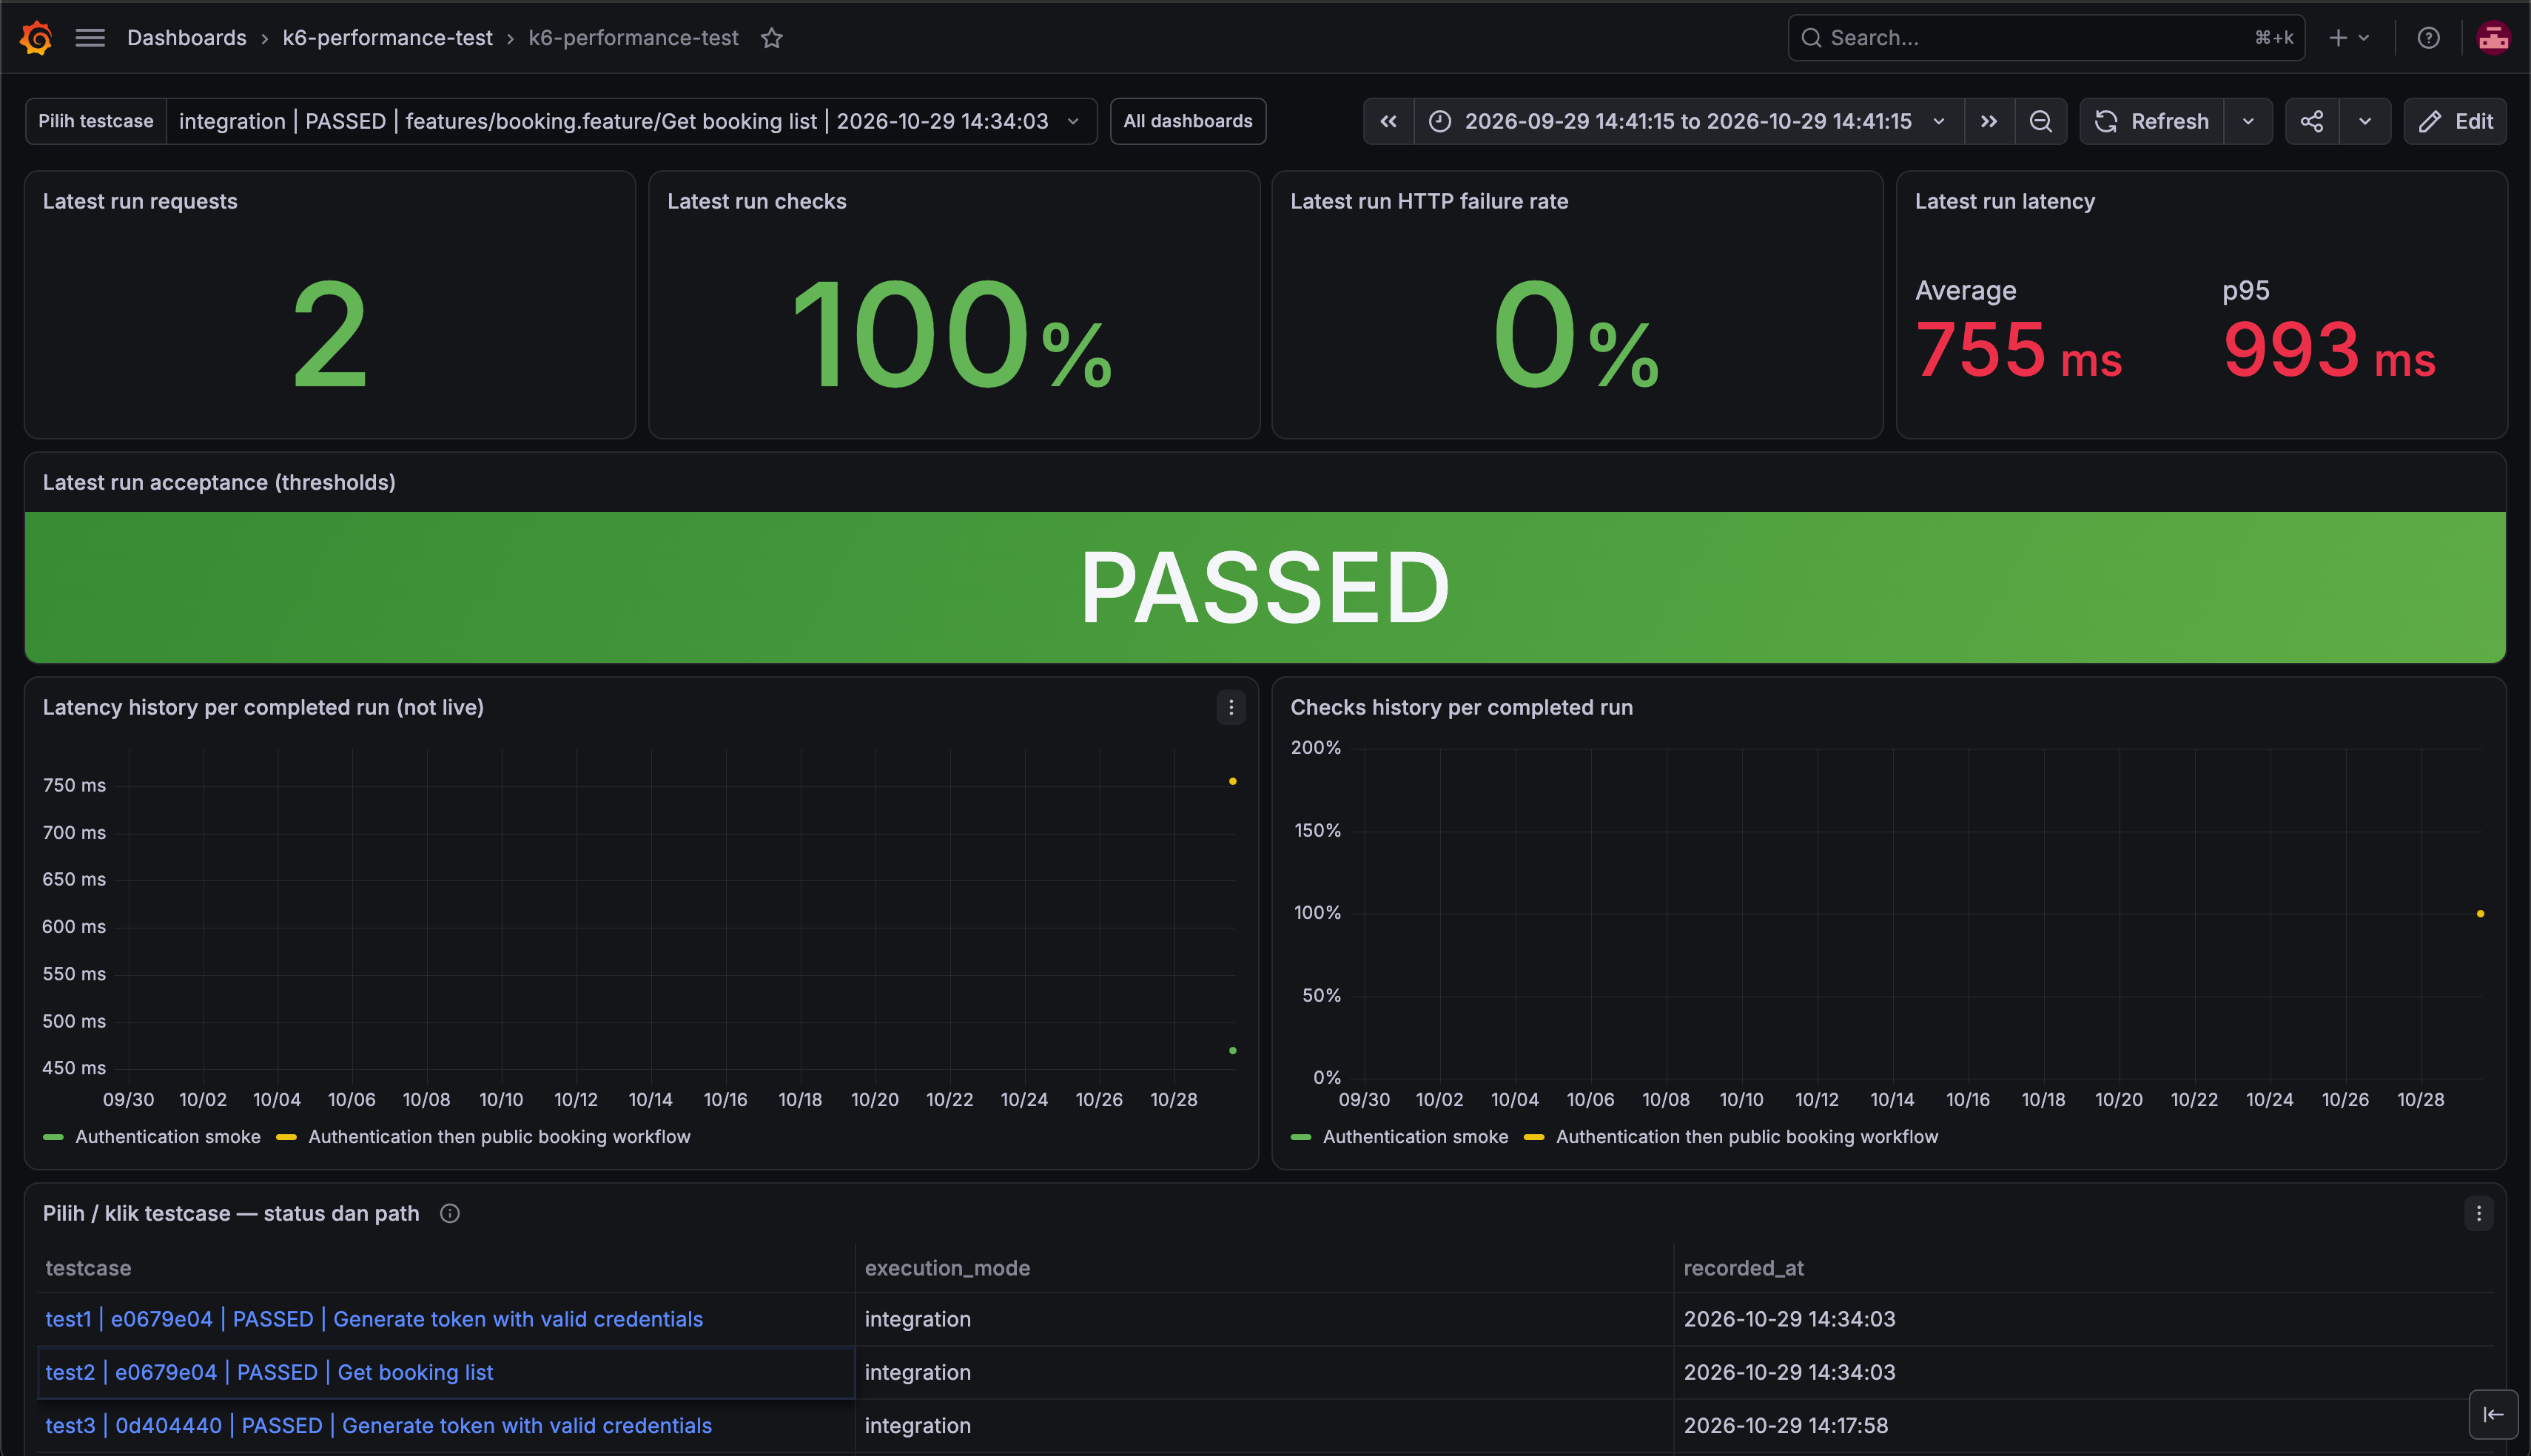 Dashboards › k6-performance-test › k6-performance-test
Search... ⌘+k
Pilih testcase integration | PASSED | features/booking.feature/Get booking list | 2026-10-29 14:34:03 All dashboards 2026-09-29 14:41:15 to 2026-10-29 14:41:15 Refresh Edit
Latest run requests
2
Latest run checks
100%
Latest run HTTP failure rate
0%
Latest run latency
Average
755 ms
p95
993 ms
Latest run acceptance (thresholds)
PASSED
Latency history per completed run (not live)
750 ms
700 ms
650 ms
600 ms
550 ms
500 ms
450 ms
09/30 10/02 10/04 10/06 10/08 10/10 10/12 10/14 10/16 10/18 10/20 10/22 10/24 10/26 10/28
Authentication smoke Authentication then public booking workflow
Checks history per completed run
200%
150%
100%
50%
0%
09/30 10/02 10/04 10/06 10/08 10/10 10/12 10/14 10/16 10/18 10/20 10/22 10/24 10/26 10/28
Authentication smoke Authentication then public booking workflow
Pilih / klik testcase — status dan path
testcase execution_mode recorded_at
test1 | e0679e04 | PASSED | Generate token with valid credentials integration 2026-10-29 14:34:03
test2 | e0679e04 | PASSED | Get booking list integration 2026-10-29 14:34:03
test3 | 0d404440 | PASSED | Generate token with valid credentials integration 2026-10-29 14:17:58